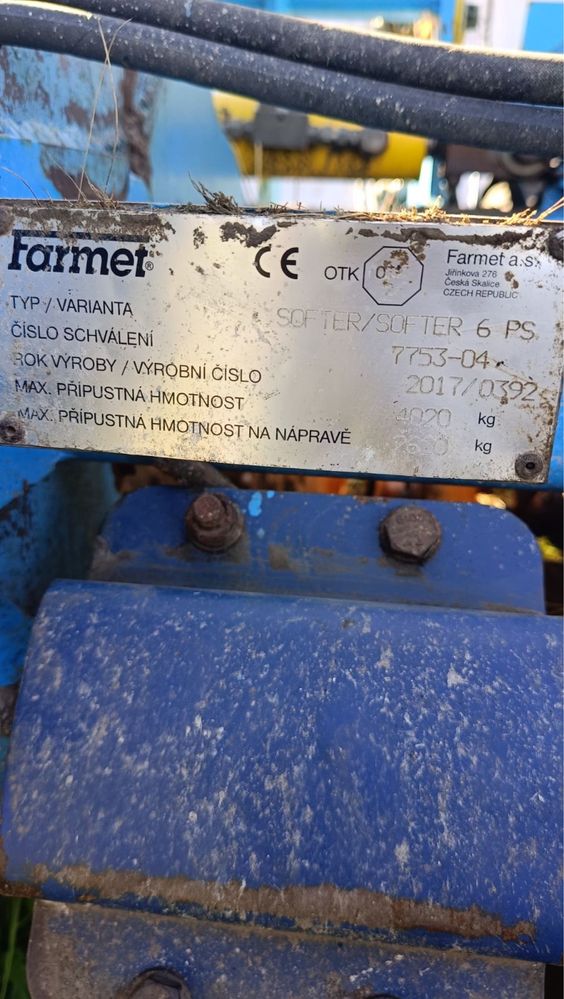 Farmet®
CE
OTK
Farmet a.s.
Jiřinková 276
Česká Skalice
CZECH REPUBLIC
TYP / VARIANTA SOFTER/SOFTER 6 PS
ČÍSLO SCHVÁLENÍ 7753-04
ROK VÝROBY / VÝROBNÍ ČÍSLO 2017/0392
MAX. PŘÍPUSTNÁ HMOTNOST 4020 kg
MAX. PŘÍPUSTNÁ HMOTNOST NA NÁPRAVĚ kg